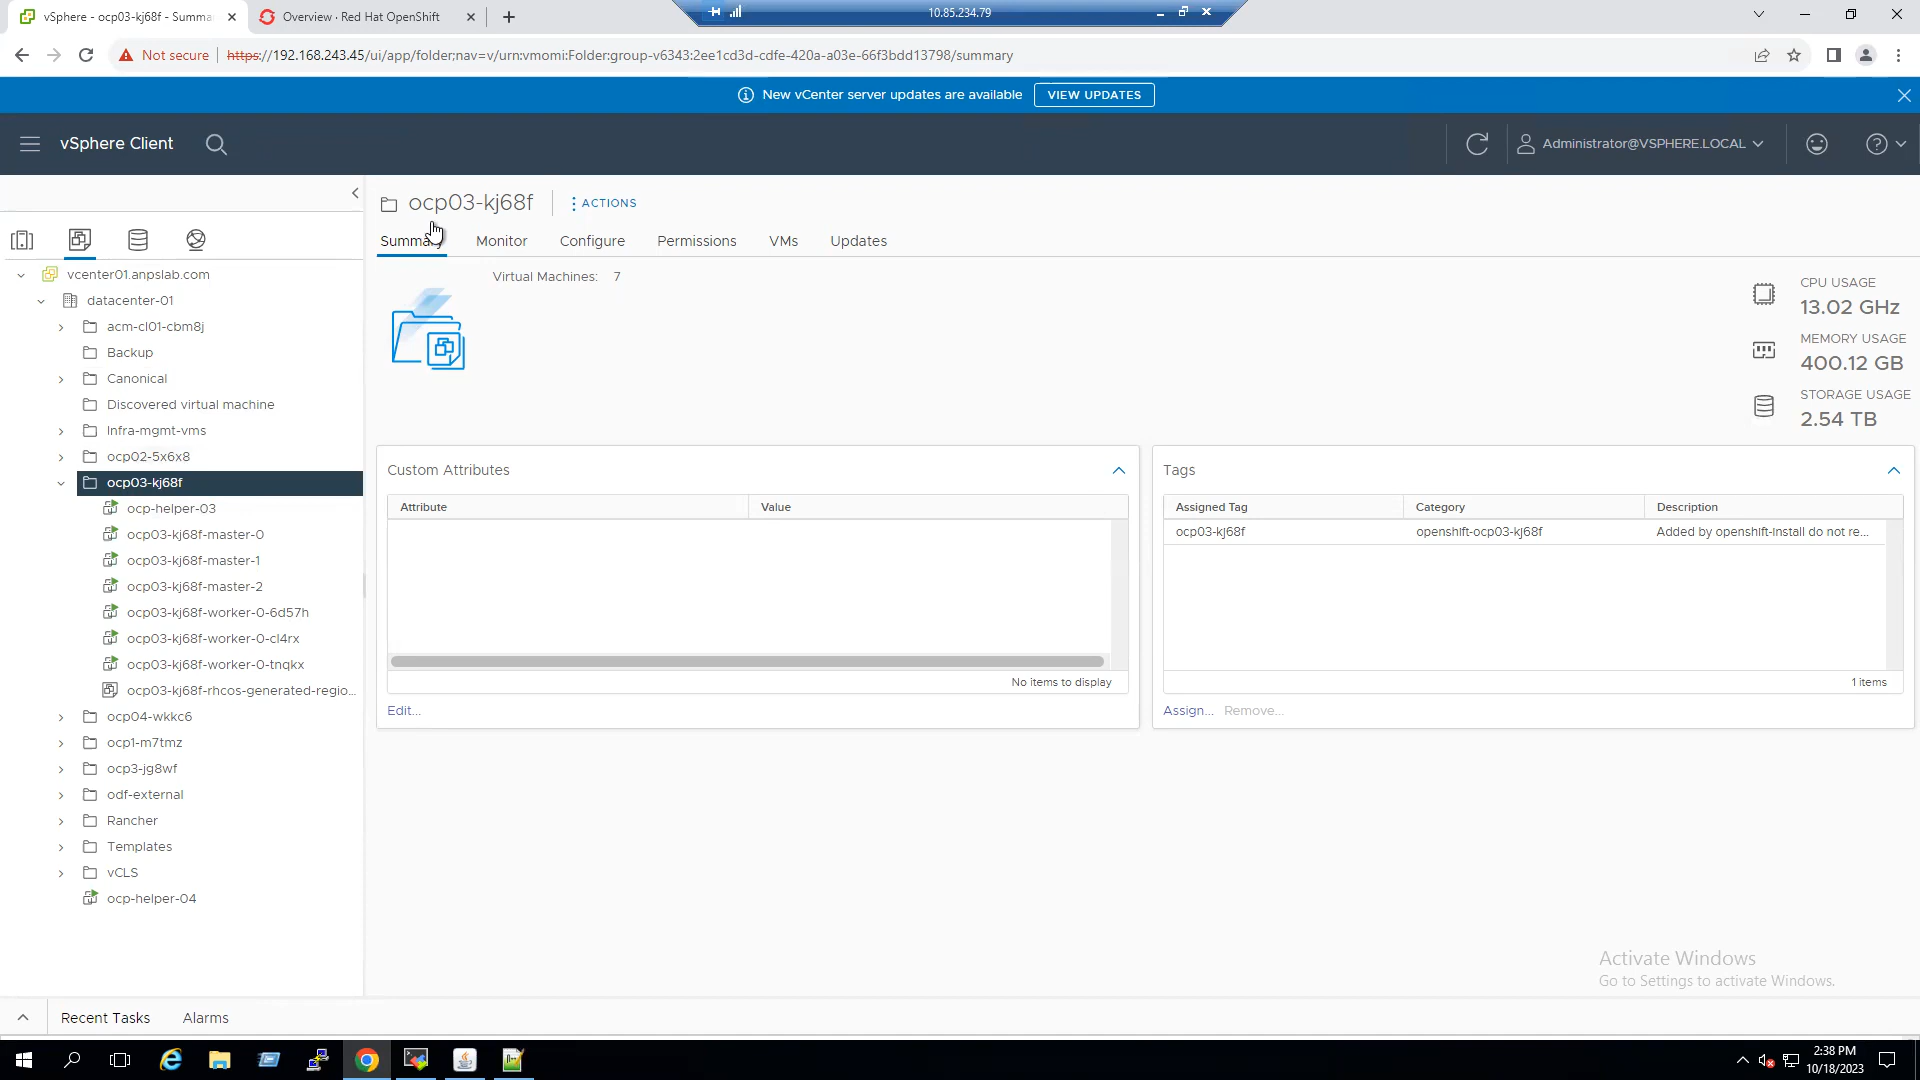 vSphere - ocp03-kj68f - Summa
Overview · Red Hat OpenShift
10.85.234.79
Not secure
https://192.168.243.45/ui/app/folder;nav=v/urn:vmomi:Folder:group-v6343:2ee1cd3d-cdfe-420a-a03e-66f3bdd13798/summary
New vCenter server updates are available
VIEW UPDATES
vSphere Client
Administrator@VSPHERE.LOCAL
ocp03-kj68f
ACTIONS
Summary
Monitor
Configure
Permissions
VMs
Updates
vcenter01.anpslab.com
datacenter-01
acm-cl01-cbm8j
Backup
Canonical
Discovered virtual machine
Infra-mgmt-vms
ocp02-5x6x8
ocp03-kj68f
ocp-helper-03
ocp03-kj68f-master-0
ocp03-kj68f-master-1
ocp03-kj68f-master-2
ocp03-kj68f-worker-0-6d57h
ocp03-kj68f-worker-0-cl4rx
ocp03-kj68f-worker-0-tnqkx
ocp03-kj68f-rhcos-generated-regio...
ocp04-wkkc6
ocp1-m7tmz
ocp3-jg8wf
odf-external
Rancher
Templates
vCLS
ocp-helper-04
Virtual Machines: 7
CPU USAGE
13.02 GHz
MEMORY USAGE
400.12 GB
STORAGE USAGE
2.54 TB
Custom Attributes
Attribute
Value
No items to display
Edit...
Tags
Assigned Tag
Category
Description
ocp03-kj68f
openshift-ocp03-kj68f
Added by openshift-install do not re...
1 items
Assign...
Remove...
Activate Windows
Go to Settings to activate Windows.
Recent Tasks
Alarms
2:38 PM
10/18/2023